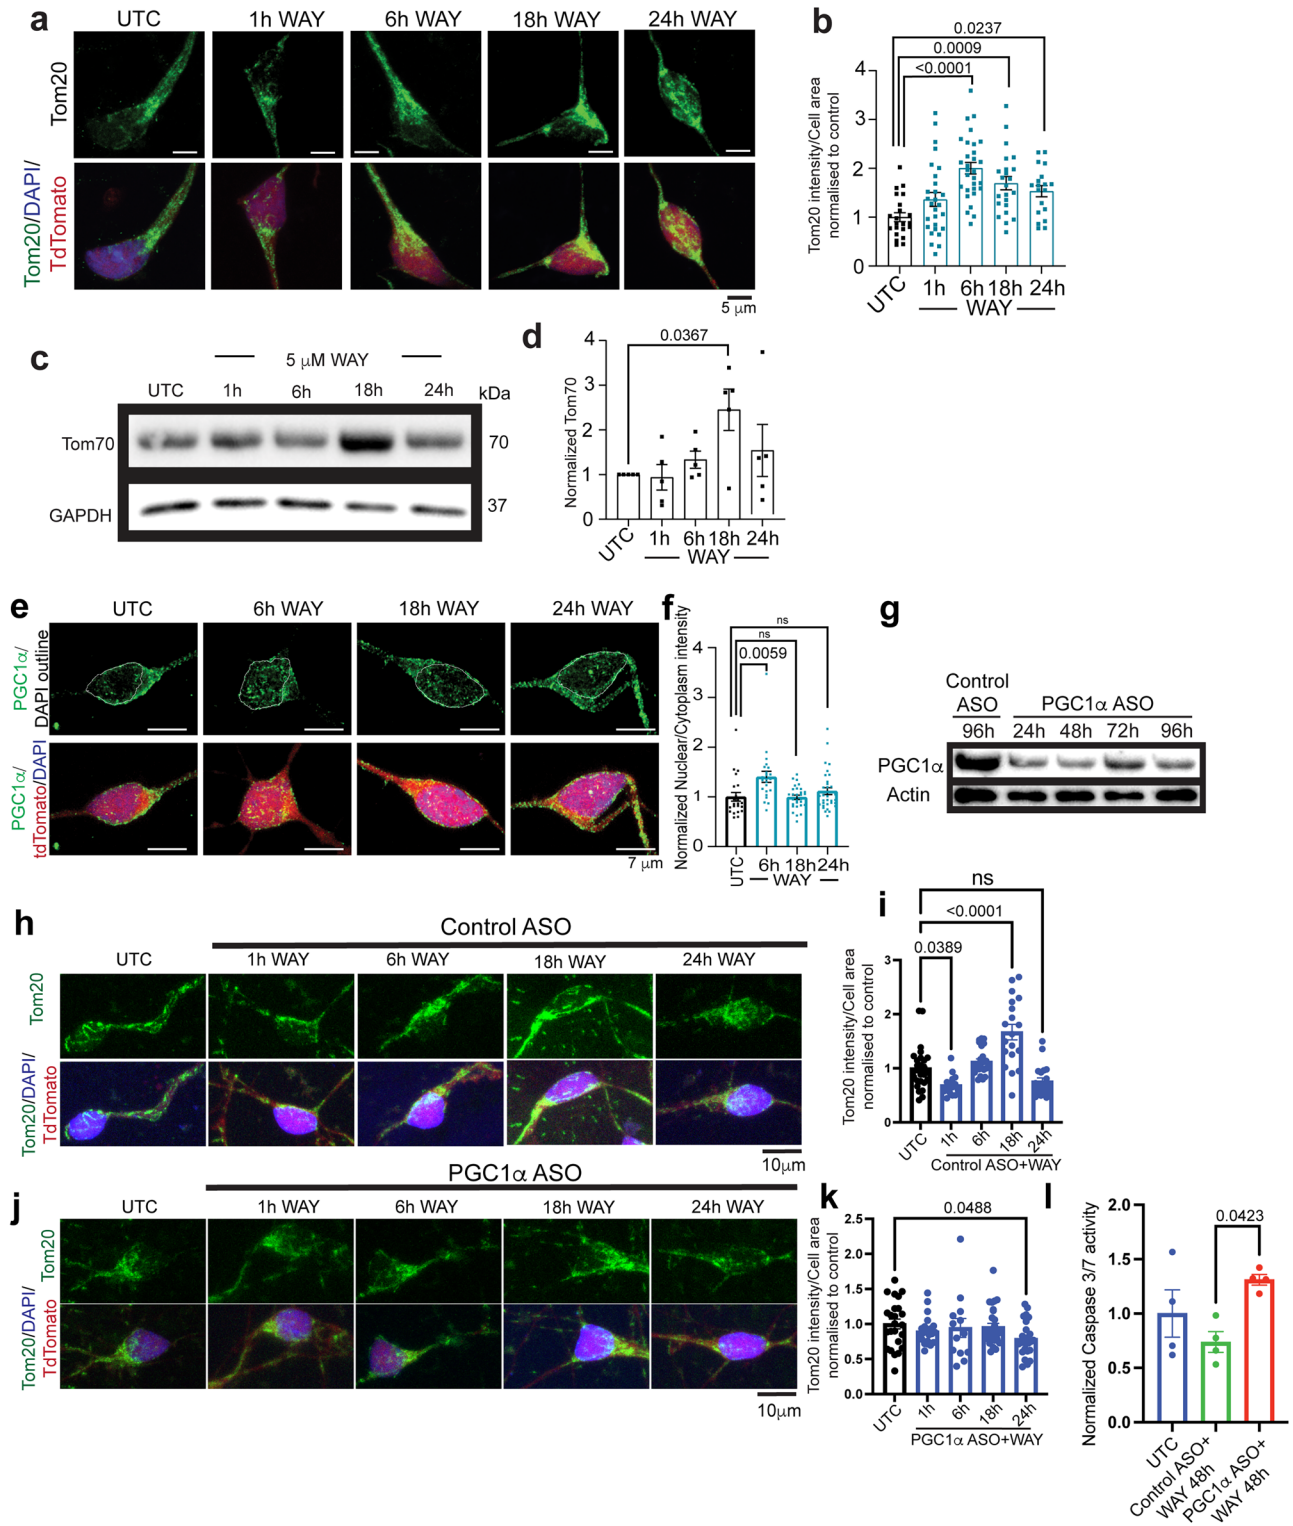 a
UTC
1h WAY
6h WAY
18h WAY
24h WAY
Tom20
Tom20/DAPI/
TdTomato
5 µm
b
0.0237
0.0009
<0.0001
Tom20 intensity/Cell area
normalised to control
4
3
2
1
0
UTC
1h
6h
18h
24h
WAY
c
5 µM WAY
UTC
1h
6h
18h
24h
kDa
Tom70
70
GAPDH
37
d
0.0367
Normalized Tom70
4
3
2
1
0
UTC
1h
6h
18h
24h
WAY
e
UTC
6h WAY
18h WAY
24h WAY
PGC1α/
DAPI outline
PGC1α/
tdTomato/DAPI
7 µm
f
ns
ns
0.0059
Normalized Nuclear/Cytoplasm intensity
4
3
2
1
0
UTC
6h
18h
24h
WAY
g
Control
ASO
PGC1α ASO
96h
24h
48h
72h
96h
PGC1α
Actin
h
Control ASO
UTC
1h WAY
6h WAY
18h WAY
24h WAY
Tom20
Tom20/DAPI/
TdTomato
10µm
i
ns
<0.0001
0.0389
Tom20 intensity/Cell area
normalised to control
3
2
1
0
UTC
1h
6h
18h
24h
Control ASO+WAY
j
PGC1α ASO
UTC
1h WAY
6h WAY
18h WAY
24h WAY
Tom20
Tom20/DAPI/
TdTomato
10µm
k
0.0488
Tom20 intensity/Cell area
normalised to control
2.5
2.0
1.5
1.0
0.5
0.0
UTC
1h
6h
18h
24h
PGC1α ASO+WAY
l
0.0423
Normalized Caspase 3/7 activity
2.0
1.5
1.0
0.5
0.0
UTC
Control ASO+
WAY 48h
PGC1α ASO+
WAY 48h